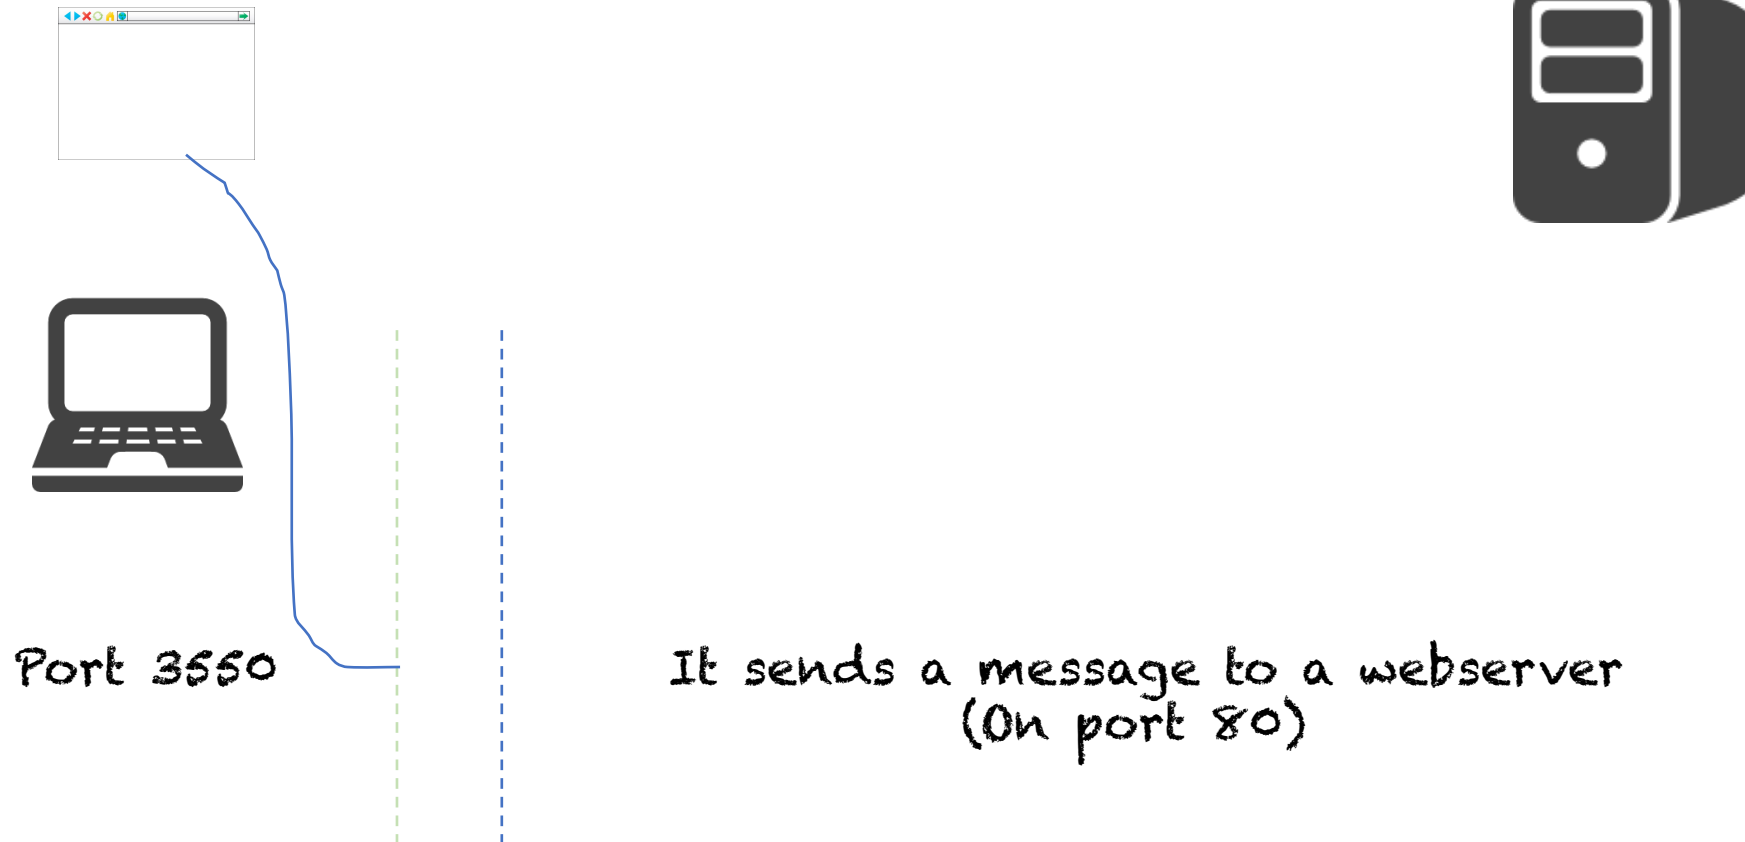 Port 3550
It sends a message to a webserver
(On port 80)